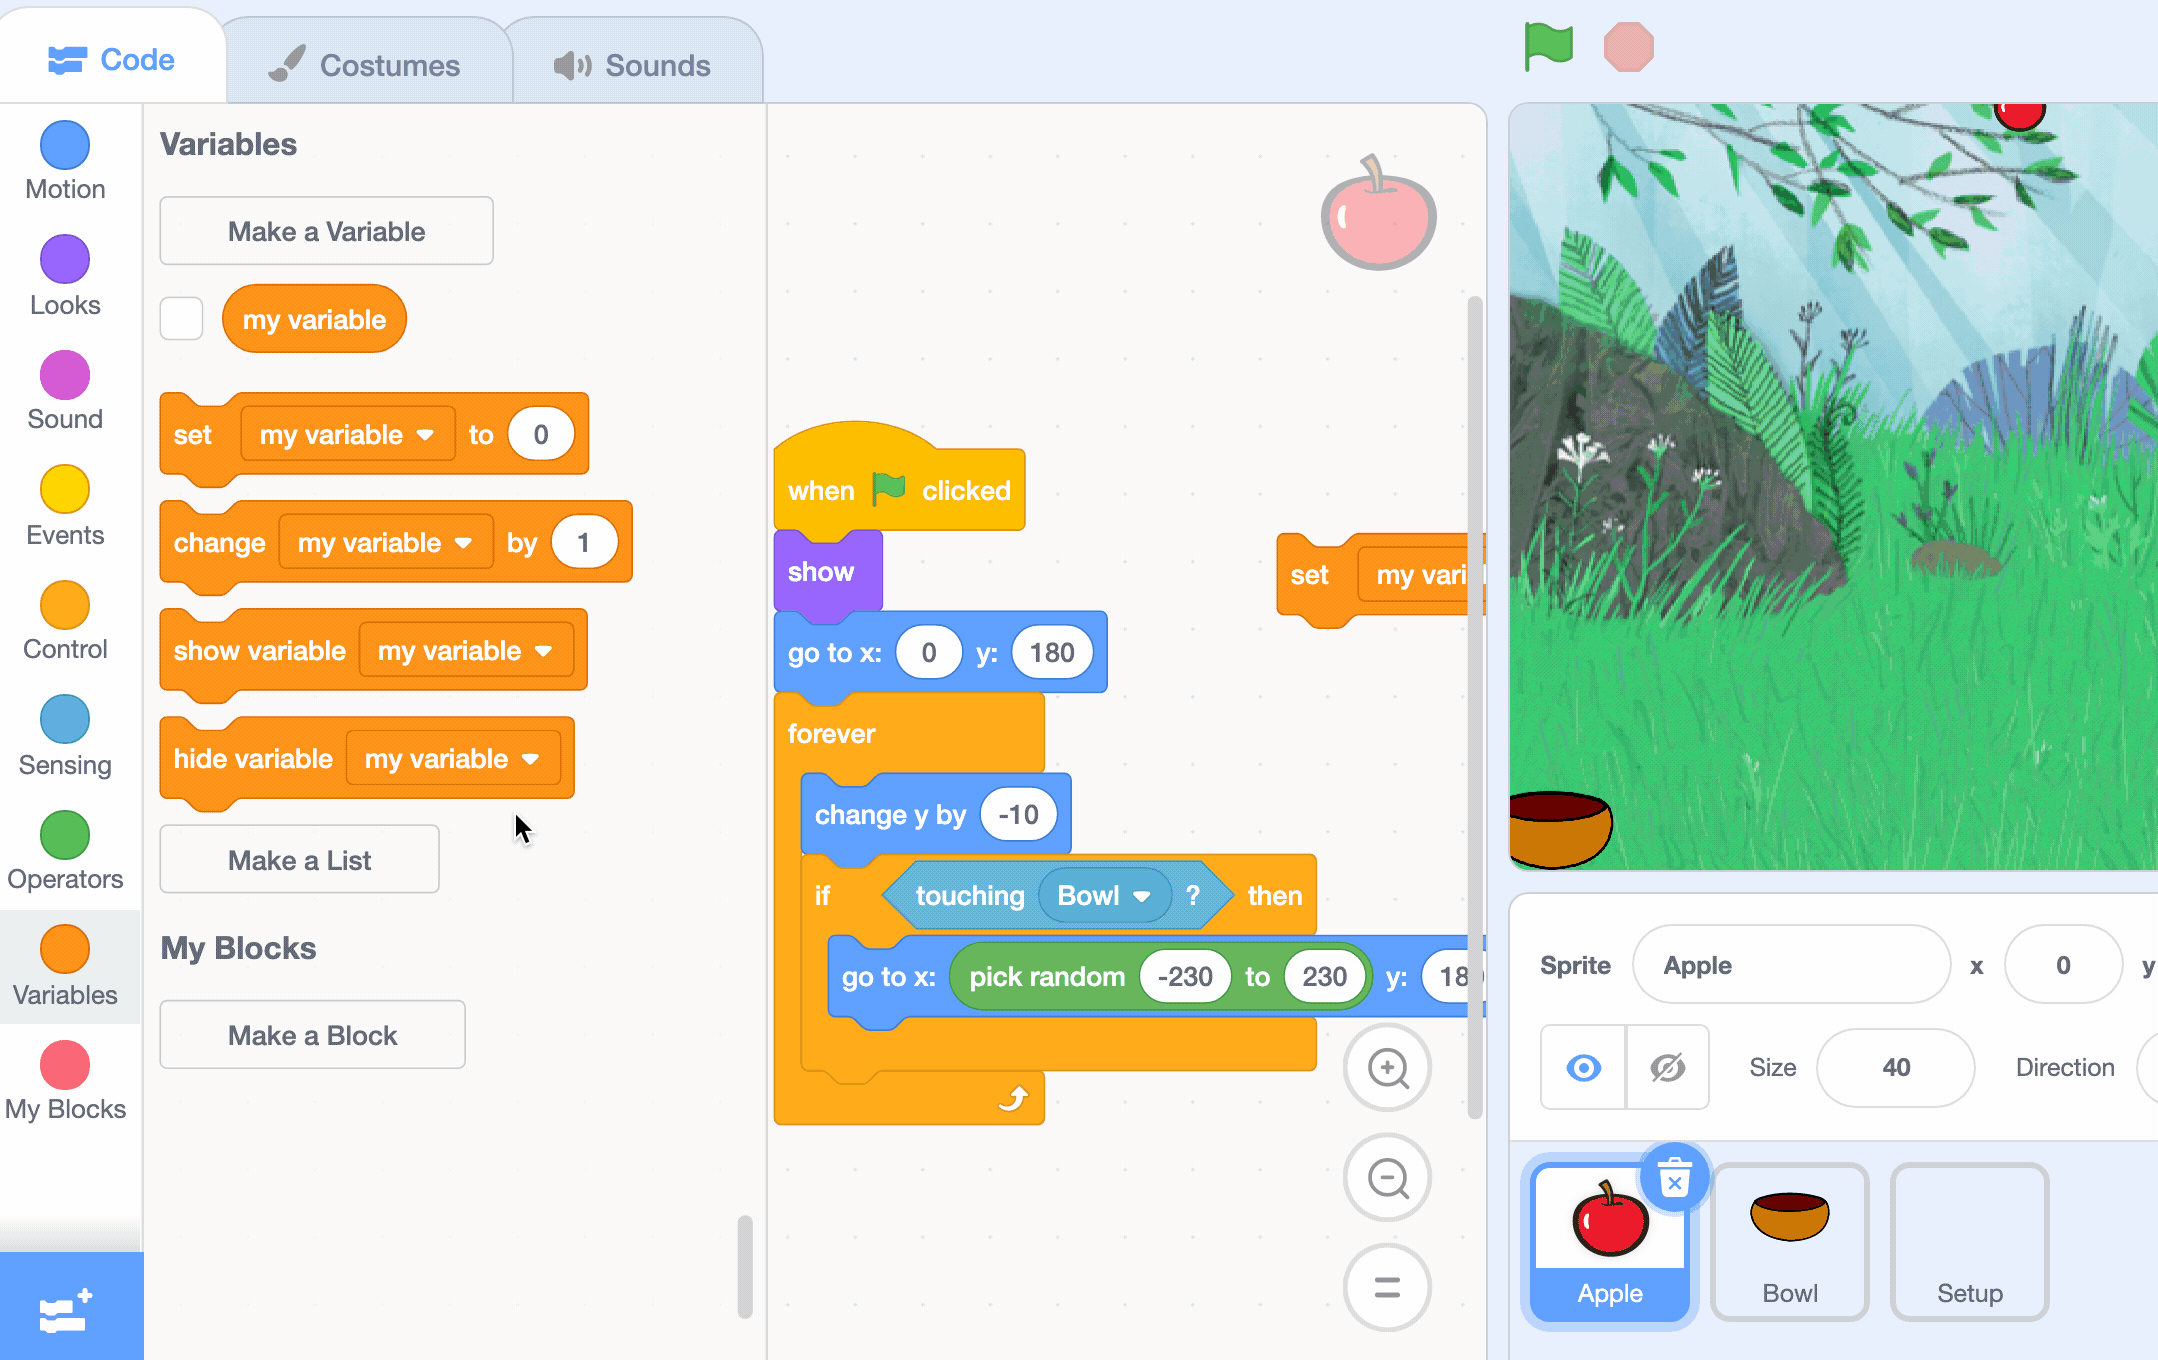 Code
Costumes
Sounds
Motion
Looks
Sound
Events
Control
Sensing
Operators
Variables
My Blocks
Variables
Make a Variable
my variable
set my variable to 0
change my variable by 1
show variable my variable
hide variable my variable
Make a List
My Blocks
Make a Block
when clicked
show
go to x: 0 y: 180
forever
change y by -10
if touching Bowl ? then
go to x: pick random -230 to 230 y: 180
set my vari
Sprite Apple x 0 y
Size 40 Direction
Apple
Bowl
Setup